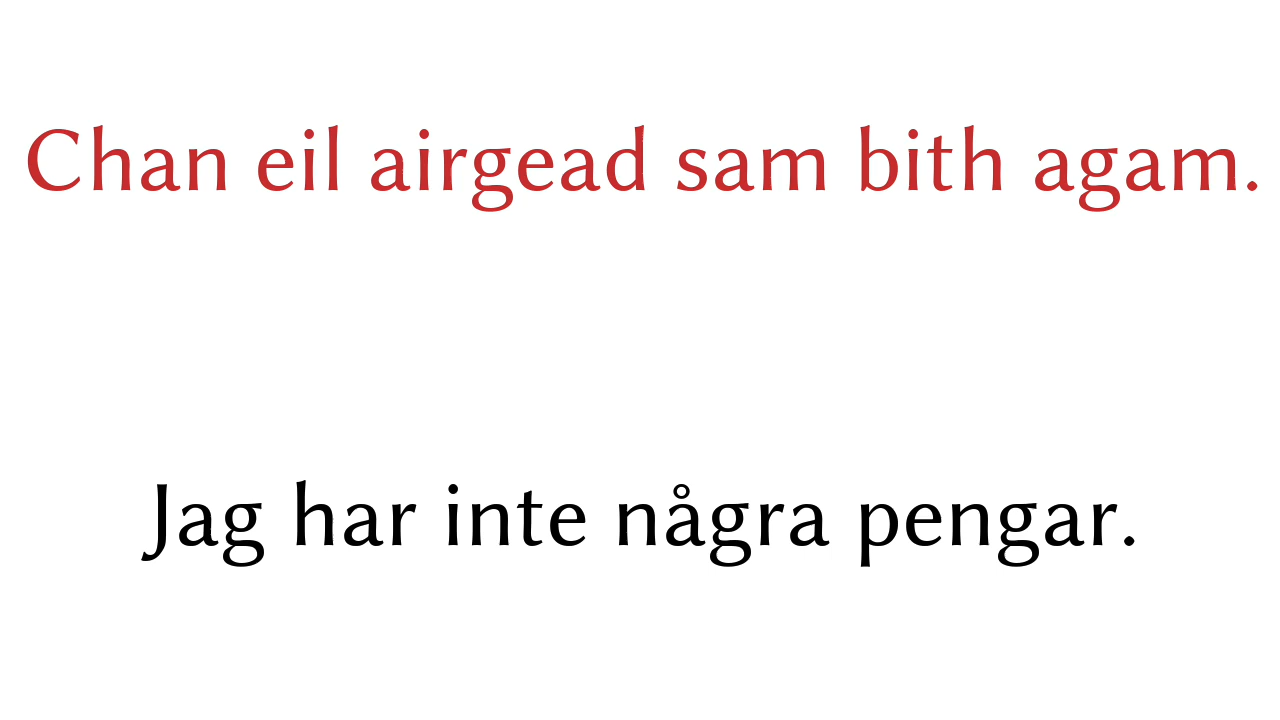 Chan eil airgead sam bith agam.
Jag har inte några pengar.